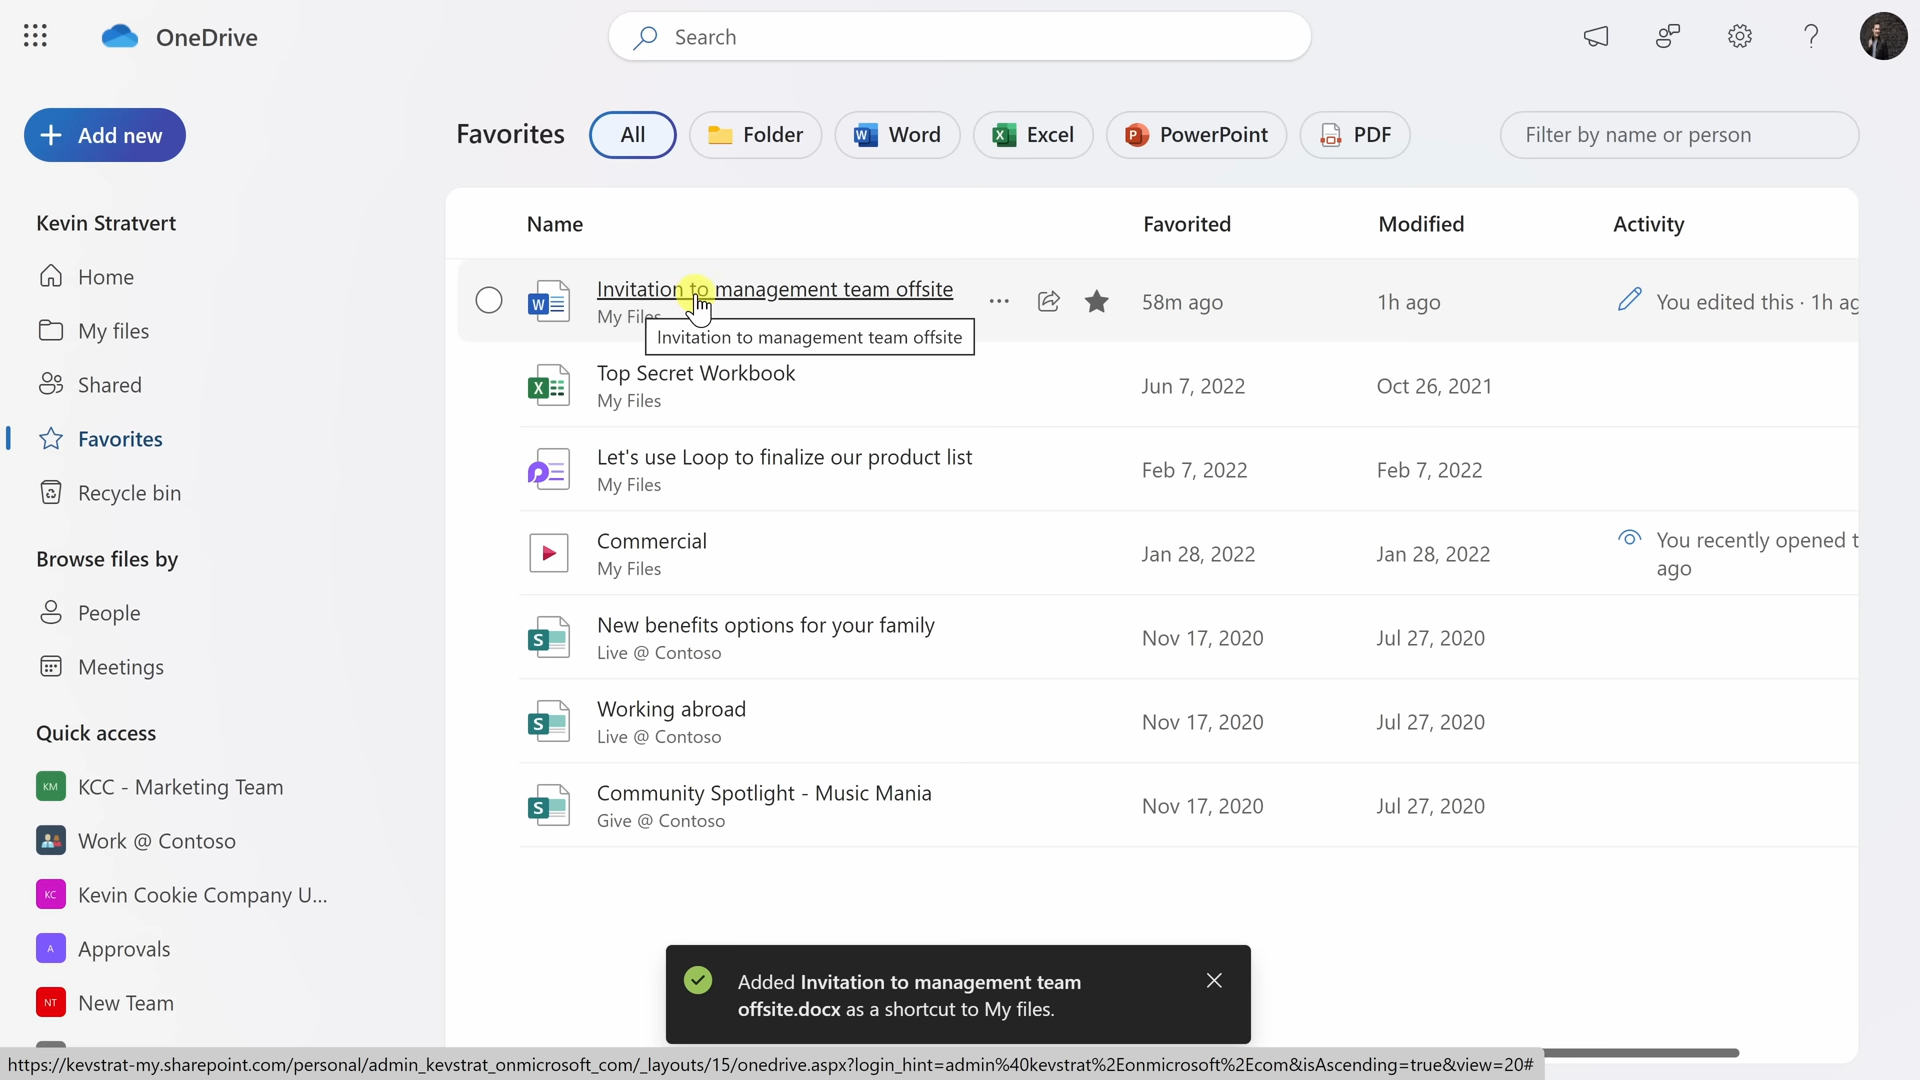 OneDrive
Search
Add new
Favorites
All
Folder
Word
Excel
PowerPoint
PDF
Filter by name or person
Kevin Stratvert
Home
My files
Shared
Favorites
Recycle bin
Browse files by
People
Meetings
Quick access
KM
KCC - Marketing Team
Work @ Contoso
KC
Kevin Cookie Company U...
A
Approvals
NT
New Team
Name
Favorited
Modified
Activity
Invitation to management team offsite
My Files
58m ago
1h ago
You edited this · 1h ag
Invitation to management team offsite
Top Secret Workbook
My Files
Jun 7, 2022
Oct 26, 2021
Let's use Loop to finalize our product list
My Files
Feb 7, 2022
Feb 7, 2022
Commercial
My Files
Jan 28, 2022
Jan 28, 2022
You recently opened t
ago
New benefits options for your family
Live @ Contoso
Nov 17, 2020
Jul 27, 2020
Working abroad
Live @ Contoso
Nov 17, 2020
Jul 27, 2020
Community Spotlight - Music Mania
Give @ Contoso
Nov 17, 2020
Jul 27, 2020
Added Invitation to management team
offsite.docx as a shortcut to My files.
https://kevstrat-my.sharepoint.com/personal/admin_kevstrat_onmicrosoft_com/_layouts/15/onedrive.aspx?login_hint=admin%40kevstrat%2Eonmicrosoft%2Ecom&isAscending=true&view=20#